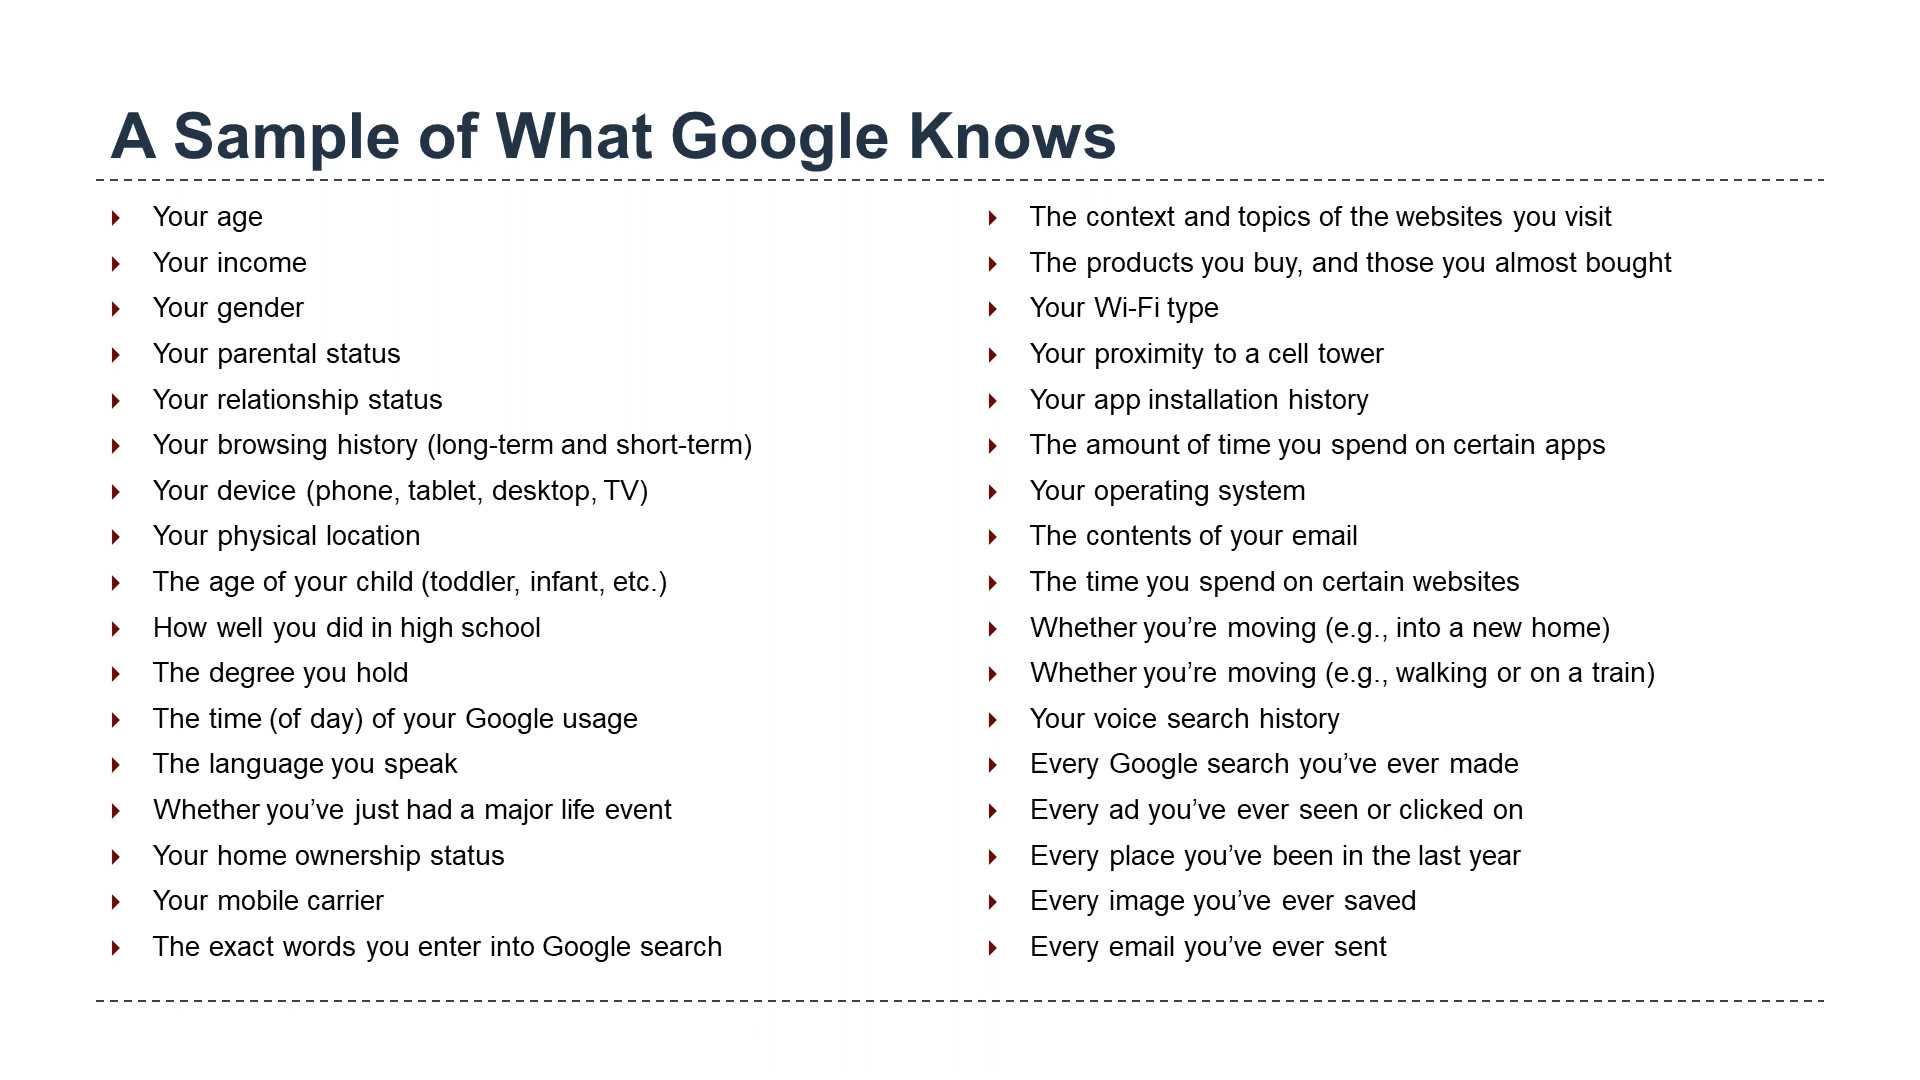 A Sample of What Google Knows
Your age
Your income
Your gender
Your parental status
Your relationship status
Your browsing history (long-term and short-term)
Your device (phone, tablet, desktop, TV)
Your physical location
The age of your child (toddler, infant, etc.)
How well you did in high school
The degree you hold
The time (of day) of your Google usage
The language you speak
Whether you’ve just had a major life event
Your home ownership status
Your mobile carrier
The exact words you enter into Google search
The context and topics of the websites you visit
The products you buy, and those you almost bought
Your Wi-Fi type
Your proximity to a cell tower
Your app installation history
The amount of time you spend on certain apps
Your operating system
The contents of your email
The time you spend on certain websites
Whether you’re moving (e.g., into a new home)
Whether you’re moving (e.g., walking or on a train)
Your voice search history
Every Google search you’ve ever made
Every ad you’ve ever seen or clicked on
Every place you’ve been in the last year
Every image you’ve ever saved
Every email you’ve ever sent